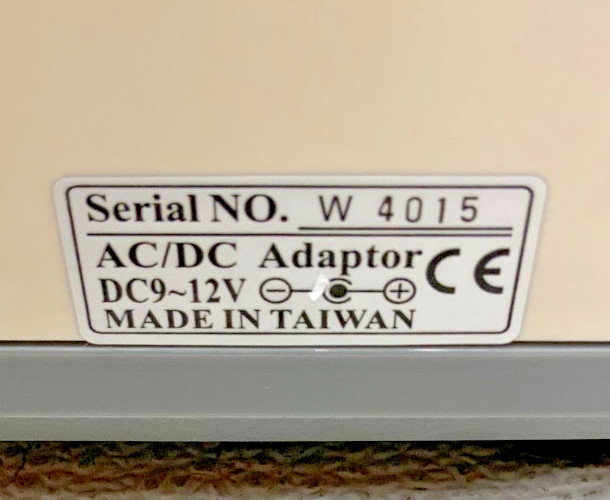 Serial NO. W 4015
AC/DC Adaptor CE
DC9~12V
MADE IN TAIWAN